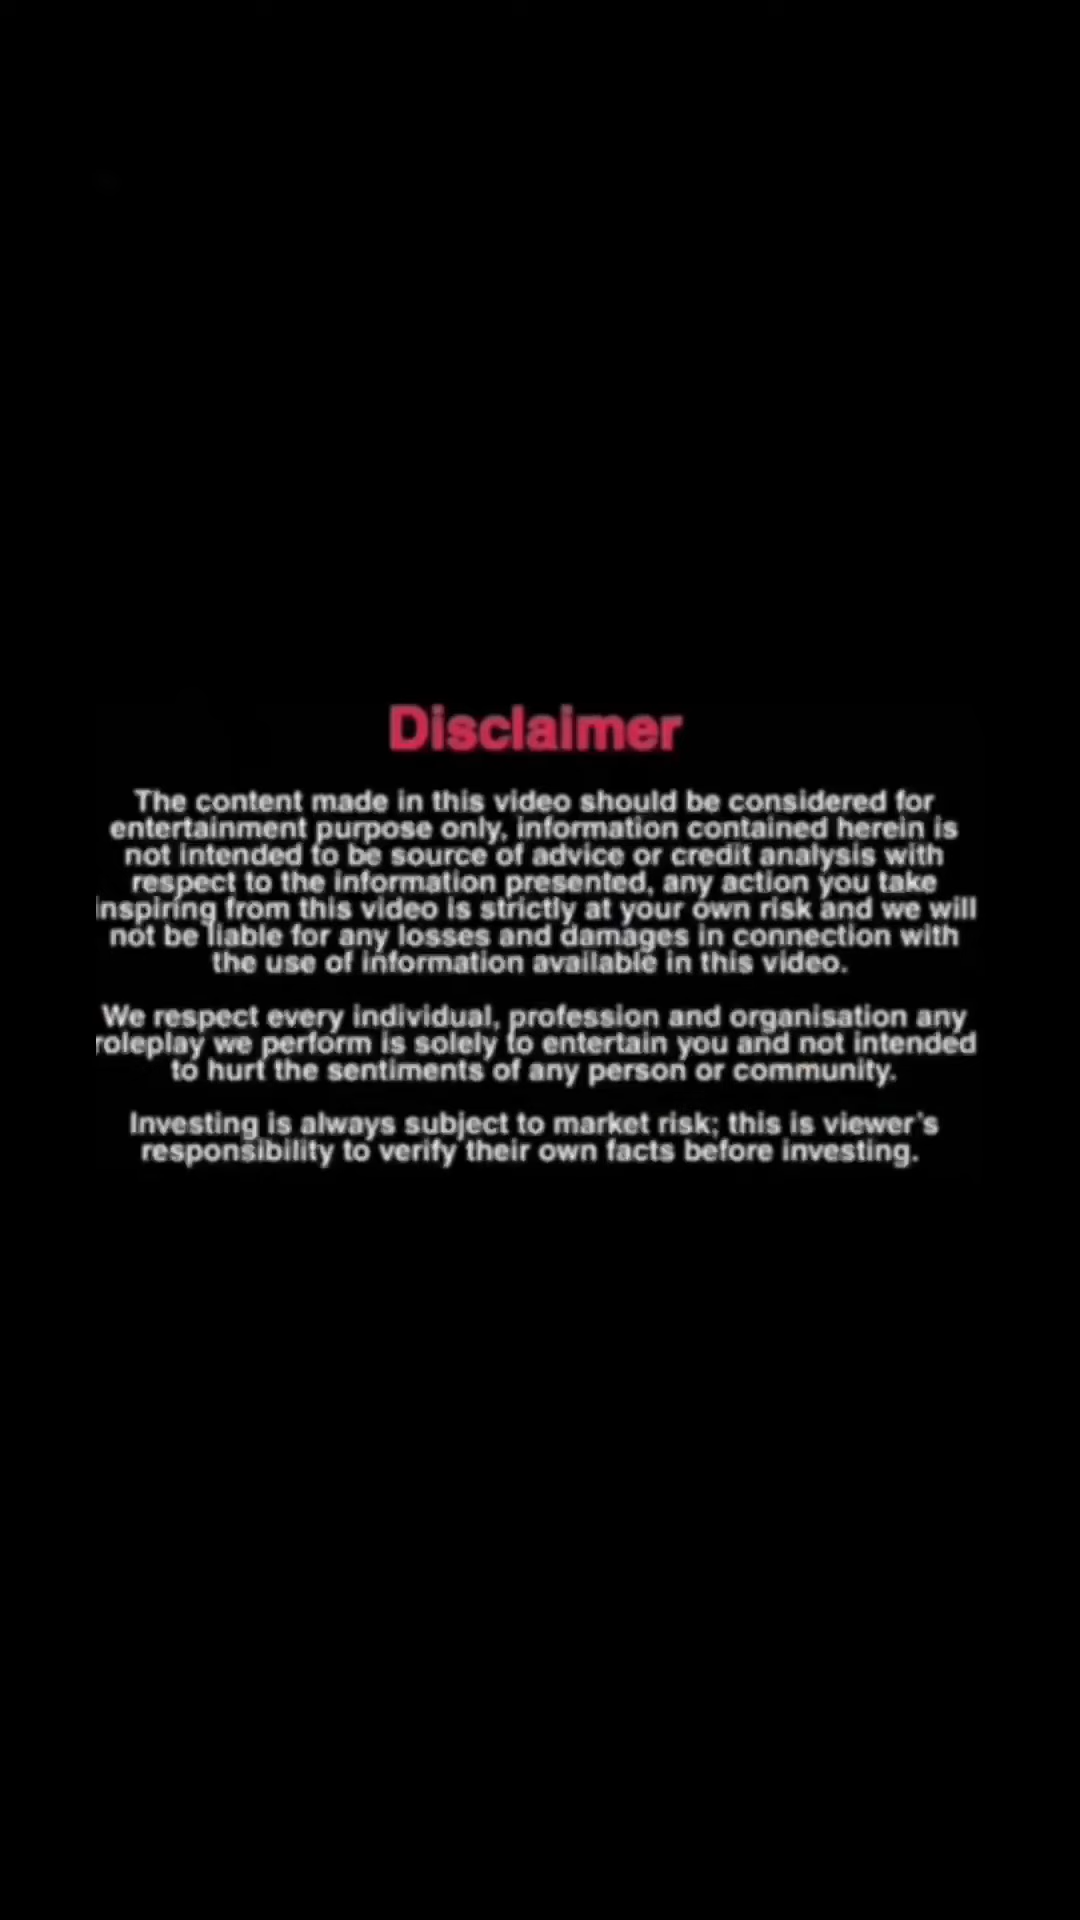 Disclaimer
The content made in this video should be considered for
entertainment purpose only, information contained herein is
not intended to be source of advice or credit analysis with
respect to the information presented, any action you take
inspiring from this video is strictly at your own risk and we will
not be liable for any losses and damages in connection with
the use of information available in this video.
We respect every individual, profession and organisation any
roleplay we perform is solely to entertain you and not intended
to hurt the sentiments of any person or community.
Investing is always subject to market risk; this is viewer's
responsibility to verify their own facts before investing.